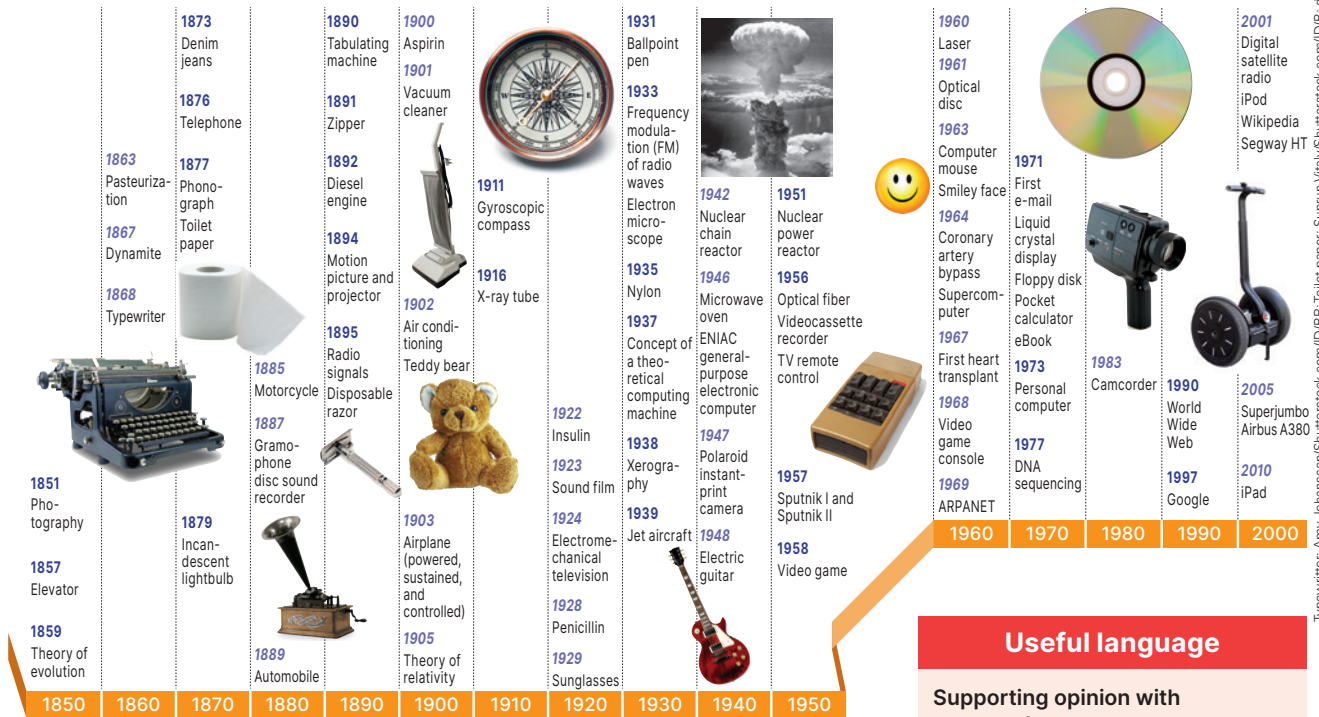 1851
Pho-
tography
1857
Elevator
1859
Theory of
evolution
1863
Pasteuriza-
tion
1867
Dynamite
1868
Typewriter
1873
Denim
jeans
1876
Telephone
1877
Phono-
graph
Toilet
paper
1879
Incan-
descent
lightbulb
1885
Motorcycle
1887
Gramo-
phone
disc sound
recorder
1889
Automobile
1890
Tabulating
machine
1891
Zipper
1892
Diesel
engine
1894
Motion
picture and
projector
1895
Radio
signals
Disposable
razor
1900
Aspirin
1901
Vacuum
cleaner
1902
Air condi-
tioning
Teddy bear
1903
Airplane
(powered,
sustained,
and
controlled)
1905
Theory of
relativity
1911
Gyroscopic
compass
1916
X-ray tube
1922
Insulin
1923
Sound film
1924
Electrome-
chanical
television
1928
Penicillin
1929
Sunglasses
1931
Ballpoint
pen
1933
Frequency
modula-
tion (FM)
of radio
waves
Electron
micro-
scope
1935
Nylon
1937
Concept of
a theo-
retical
computing
machine
1938
Xerogra-
phy
1939
Jet aircraft
1942
Nuclear
chain
reactor
1946
Microwave
oven
ENIAC
general-
purpose
electronic
computer
1947
Polaroid
instant-
print
camera
1948
Electric
guitar
1951
Nuclear
power
reactor
1956
Optical fiber
Videocassette
recorder
TV remote
control
1957
Sputnik I and
Sputnik II
1958
Video game
1850 1860 1870 1880 1890 1900 1910 1920 1930 1940 1950
1960
Laser
1961
Optical
disc
1963
Computer
mouse
Smiley face
1964
Coronary
artery
bypass
Supercom-
puter
1967
First heart
transplant
1968
Video
game
console
1969
ARPANET
1971
First
e-mail
Liquid
crystal
display
Floppy disk
Pocket
calculator
eBook
1973
Personal
computer
1977
DNA
sequencing
1983
Camcorder
1990
World
Wide
Web
1997
Google
2001
Digital
satellite
radio
iPod
Wikipedia
Segway HT
2005
Superjumbo
Airbus A380
2010
iPad
1960 1970 1980 1990 2000
Useful language
Supporting opinion with